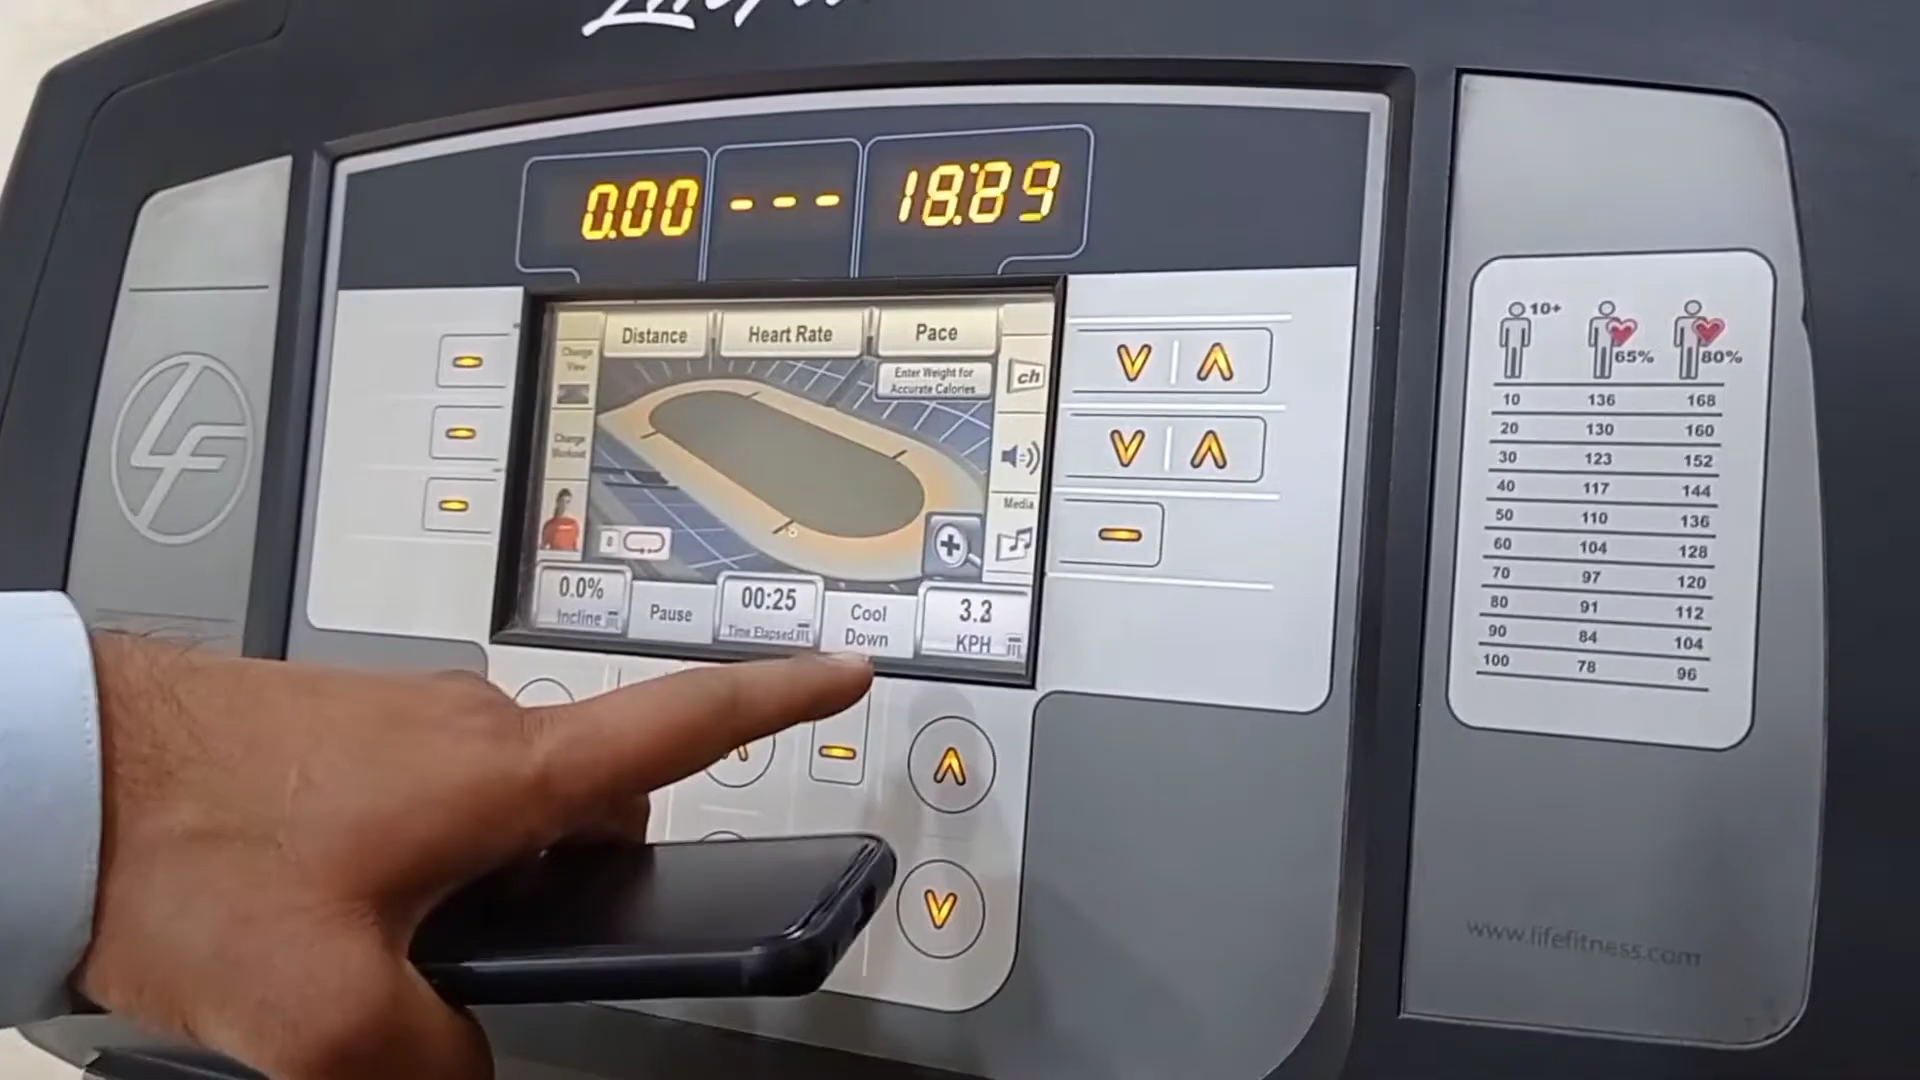 0.00 --- 18:89
Distance Heart Rate Pace
Enter Weight for
Accurate Calories
Change
View
Change
Workout
ch
Media
0
0.0%
Incline
Pause
00:25
Time Elapsed
Cool
Down
KPH
LF
10+ 65% 80%
10 136 168
20 130 160
30 123 152
40 117 144
50 110 136
60 104 128
70 97 120
80 91 112
90 84 104
100 78 96
www.lifefitness.com